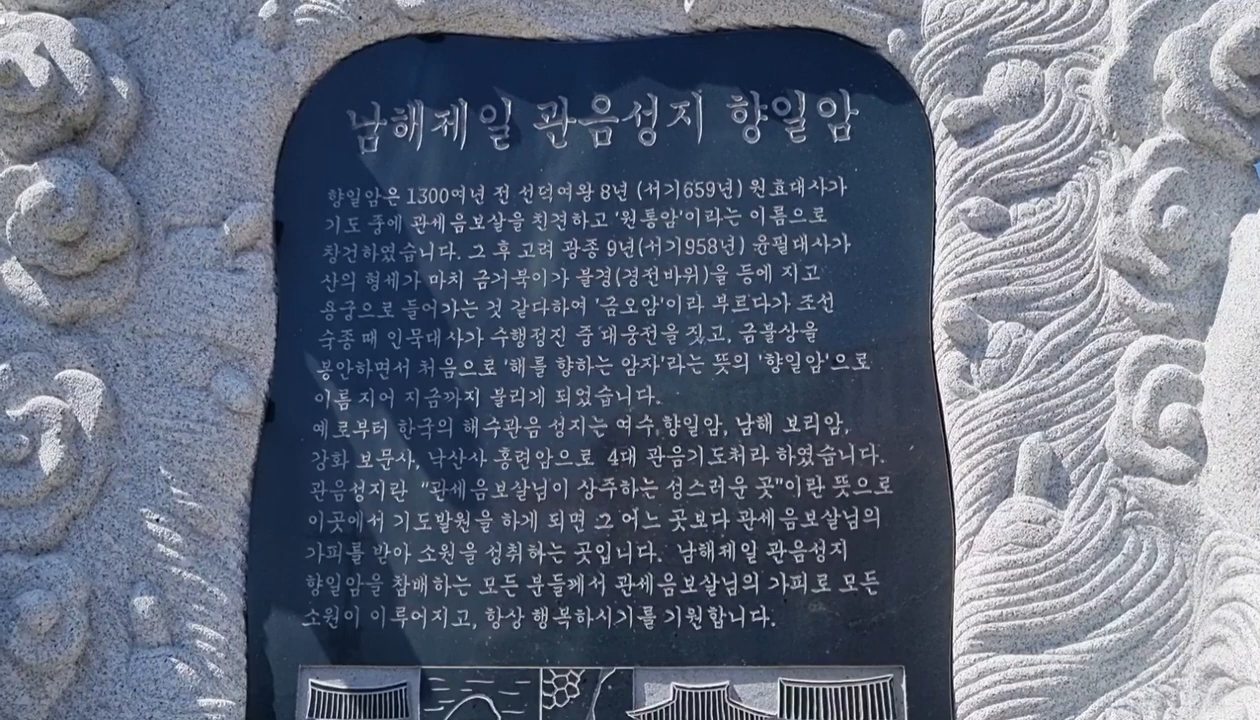 남해제일 관음성지 향일암
향일암은 1300여년 전 선덕여왕 8년 (서기659년) 원효대사가
기도 중에 관세음보살을 친견하고 '원통암'이라는 이름으로
창건하였습니다. 그 후 고려 광종 9년(서기958년) 윤필대사가
산의 형세가 마치 금거북이가 불경(경전바위)을 등에 지고
용궁으로 들어가는 것 같다하여 '금오암'이라 부르다가 조선
숙종 때 인묵대사가 수행정진 중 대웅전을 짓고, 금불상을
봉안하면서 처음으로 '해를 향하는 암자'라는 뜻의 '향일암'으로
이름 지어 지금까지 불리게 되었습니다.
예로부터 한국의 해수관음 성지는 여수 향일암, 남해 보리암,
강화 보문사, 낙산사 홍련암으로 4대 관음기도처라 하였습니다.
관음성지란 "관세음보살님이 상주하는 성스러운 곳"이란 뜻으로
이곳에서 기도발원을 하게 되면 그 어느 곳보다 관세음보살님의
가피를 받아 소원을 성취하는 곳입니다. 남해제일 관음성지
향일암을 참배하는 모든 분들께서 관세음보살님의 가피로 모든
소원이 이루어지고, 항상 행복하시기를 기원합니다.